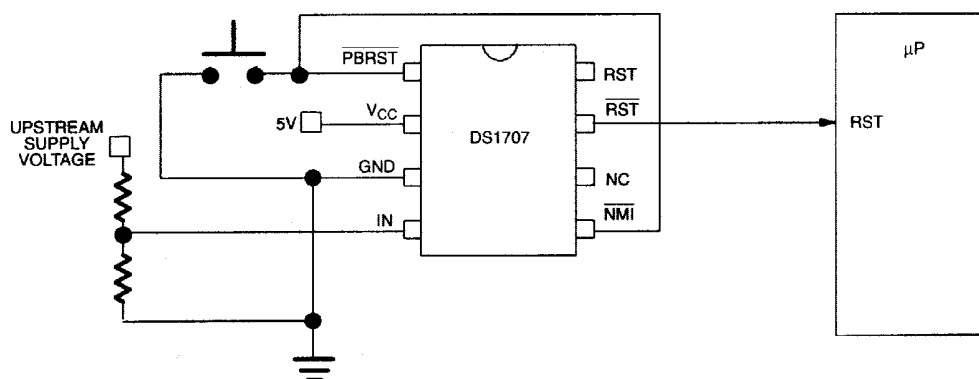 μP
PBRST
RST
VCC
5V
RST
RST
UPSTREAM
SUPPLY
VOLTAGE
DS1707
GND
NC
IN
NMI